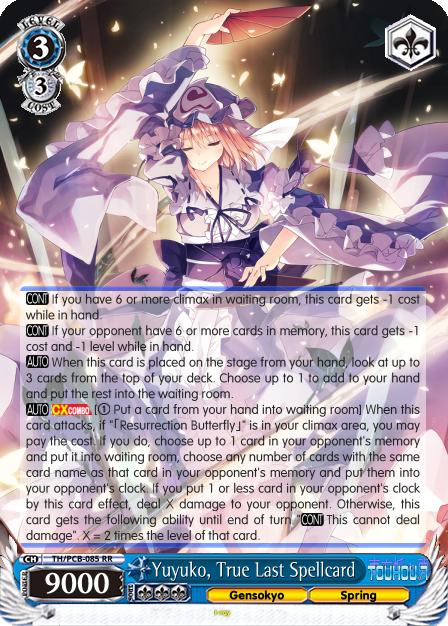 LEVEL
3
3
COST
CONT If you have 6 or more climax in waiting room, this card gets -1 cost
while in hand.
CONT If your opponent have 6 or more cards in memory, this card gets -1
cost and -1 level while in hand.
AUTO When this card is placed on the stage from your hand, look at up to
3 cards from the top of your deck. Choose up to 1 to add to your hand
and put the rest into the waiting room.
AUTO CXCOMBO [① Put a card from your hand into waiting room] When this
card attacks, if "「Resurrection Butterfly」" is in your climax area, you may
pay the cost. If you do, choose up to 1 card in your opponent's memory
and put it into waiting room, choose any number of cards with the same
card name as that card in your opponent's memory and put them into
your opponent's clock. If you put 1 or less card in your opponent's clock
by this card effect, deal X damage to your opponent. Otherwise, this
card gets the following ability until end of turn. "CONT This cannot deal
damage". X = 2 times the level of that card.
CH TH/PCB-085 RR
POWER 9000 SOUL
Yuyuko, True Last Spellcard
TOUHOU
Gensokyo Spring